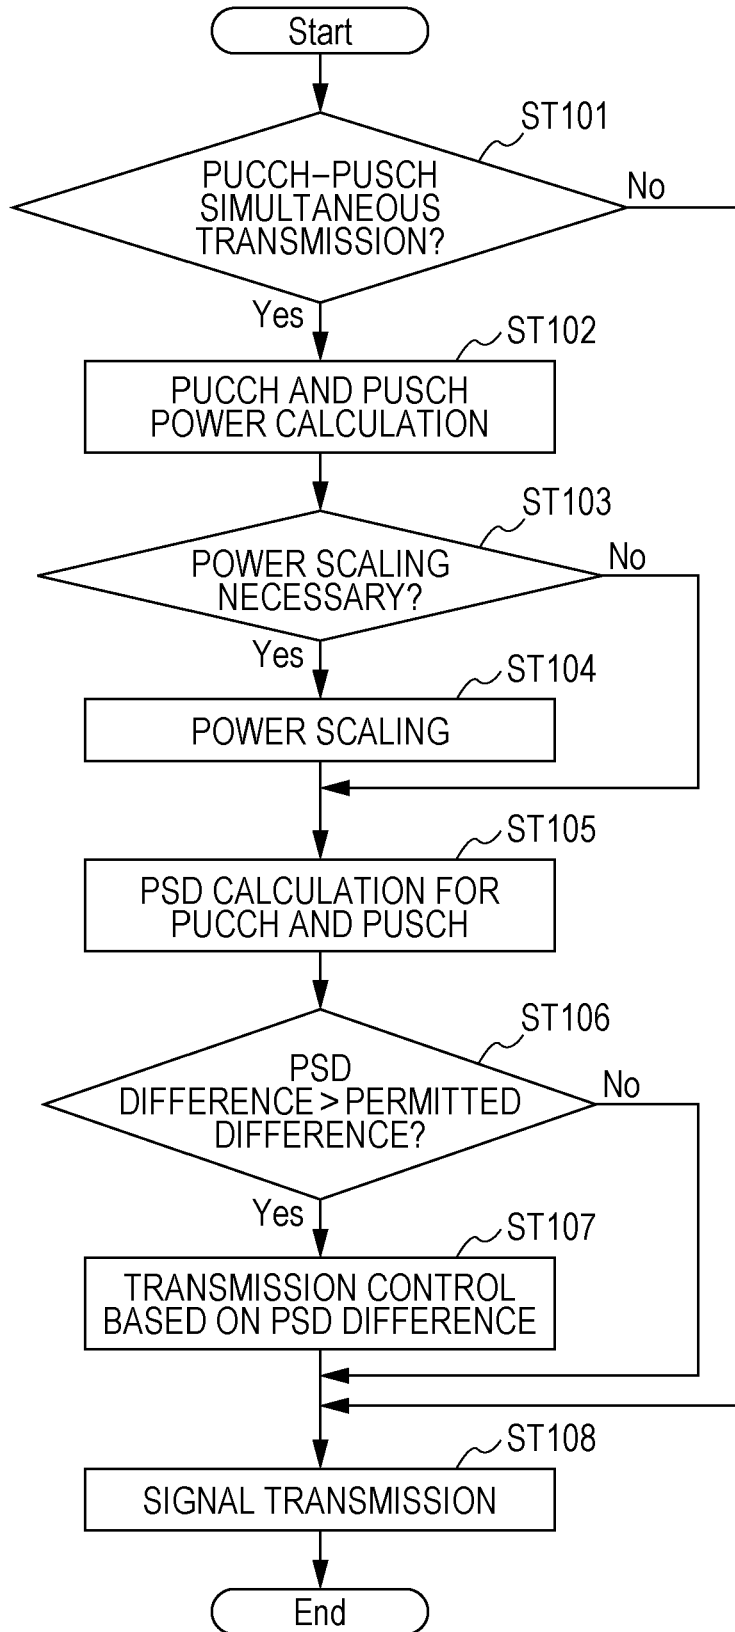 Start
ST101
PUCCH–PUSCH
SIMULTANEOUS
TRANSMISSION?
No
Yes
ST102
PUCCH AND PUSCH
POWER CALCULATION
ST103
POWER SCALING
NECESSARY?
No
Yes
ST104
POWER SCALING
ST105
PSD CALCULATION FOR
PUCCH AND PUSCH
ST106
PSD
DIFFERENCE > PERMITTED
DIFFERENCE?
No
Yes
ST107
TRANSMISSION CONTROL
BASED ON PSD DIFFERENCE
ST108
SIGNAL TRANSMISSION
End